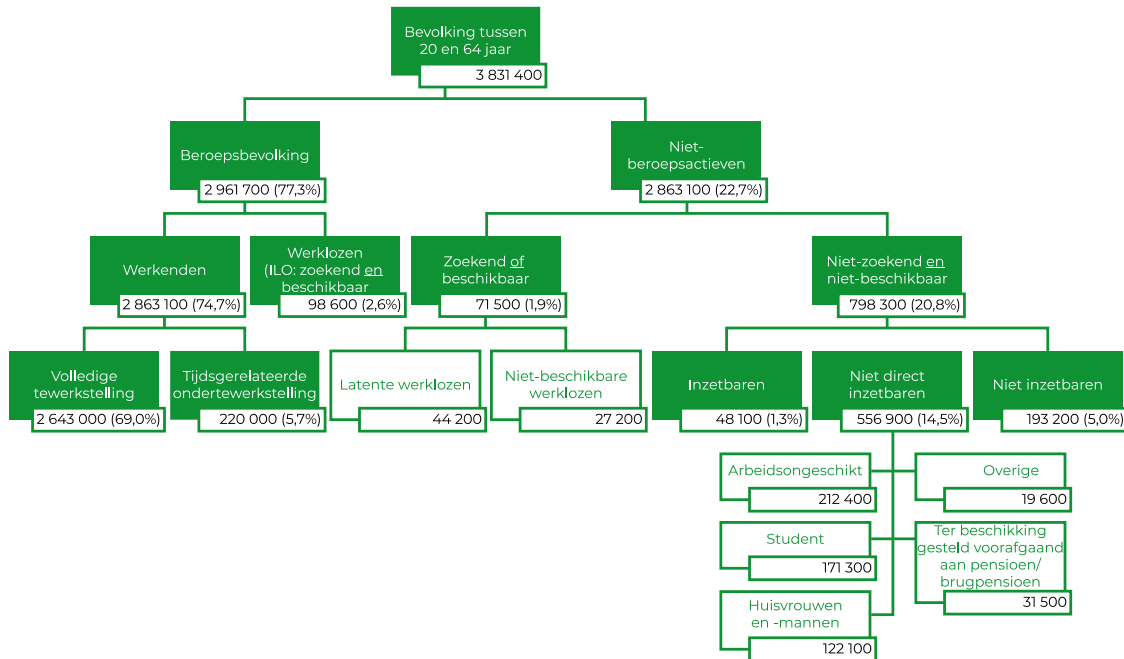 Bevolking tussen
20 en 64 jaar
3 831 400
Beroepsbevolking
2 961 700 (77,3%)
Niet-
beroepsactieven
2 863 100 (22,7%)
Werkenden
2 863 100 (74,7%)
Werklozen
(ILO: zoekend en
beschikbaar
98 600 (2,6%)
Zoekend of
beschikbaar
71 500 (1,9%)
Niet-zoekend en
niet-beschikbaar
798 300 (20,8%)
Volledige
tewerkstelling
2 643 000 (69,0%)
Tijdsgerelateerde
ondertewerkstelling
220 000 (5,7%)
Latente werklozen
44 200
Niet-beschikbare
werklozen
27 200
Inzetbaren
48 100 (1,3%)
Niet direct
inzetbaren
556 900 (14,5%)
Niet inzetbaren
193 200 (5,0%)
Arbeidsongeschikt
212 400
Overige
19 600
Student
171 300
Ter beschikking
gesteld voorafgaand
aan pensioen/
brugpensioen
31 500
Huisvrouwen
en -mannen
122 100